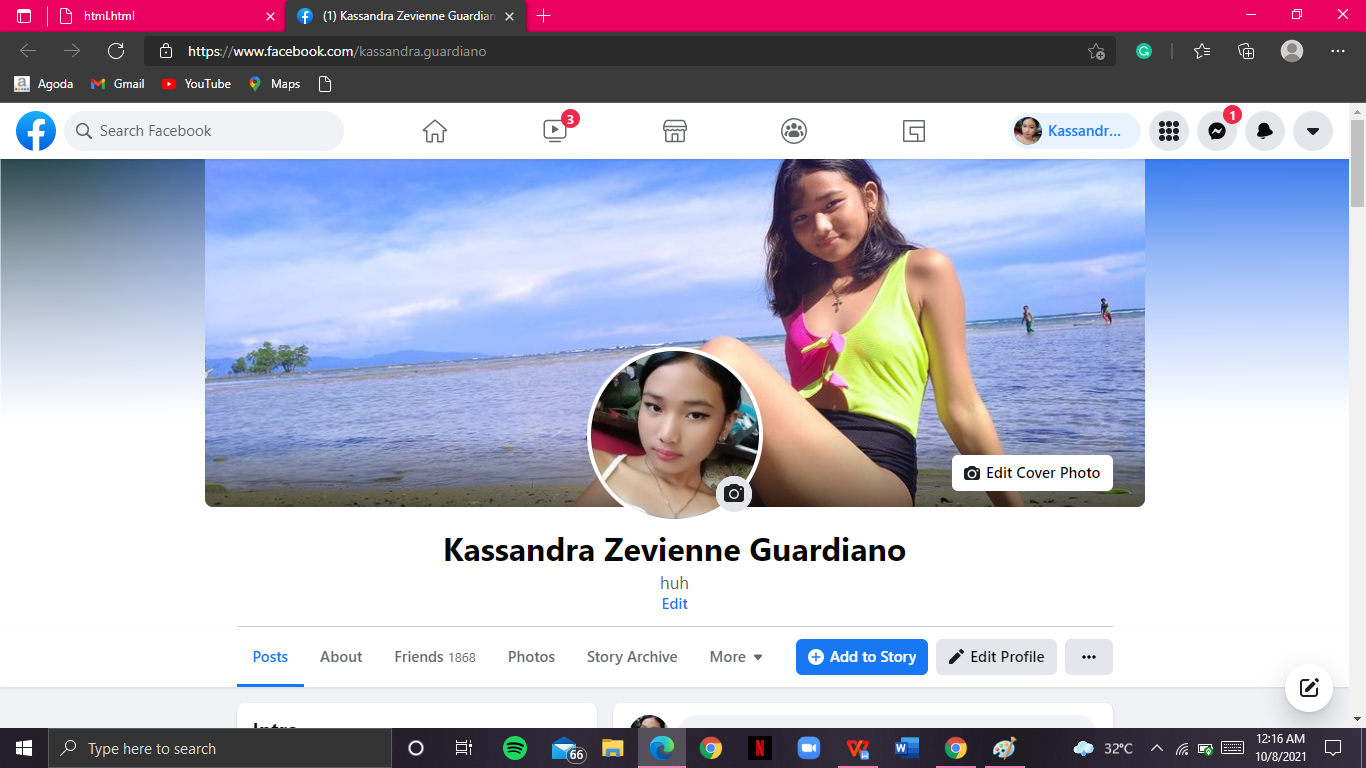 html.html
(1) Kassandra Zevienne Guardian
https://www.facebook.com/kassandra.guardiano
Agoda
Gmail
YouTube
Maps
Search Facebook
3
Kassandr...
1
Edit Cover Photo
Kassandra Zevienne Guardiano
huh
Edit
Posts
About
Friends 1868
Photos
Story Archive
More
Add to Story
Edit Profile
Intro
Type here to search
66
32°C
12:16 AM
10/8/2021